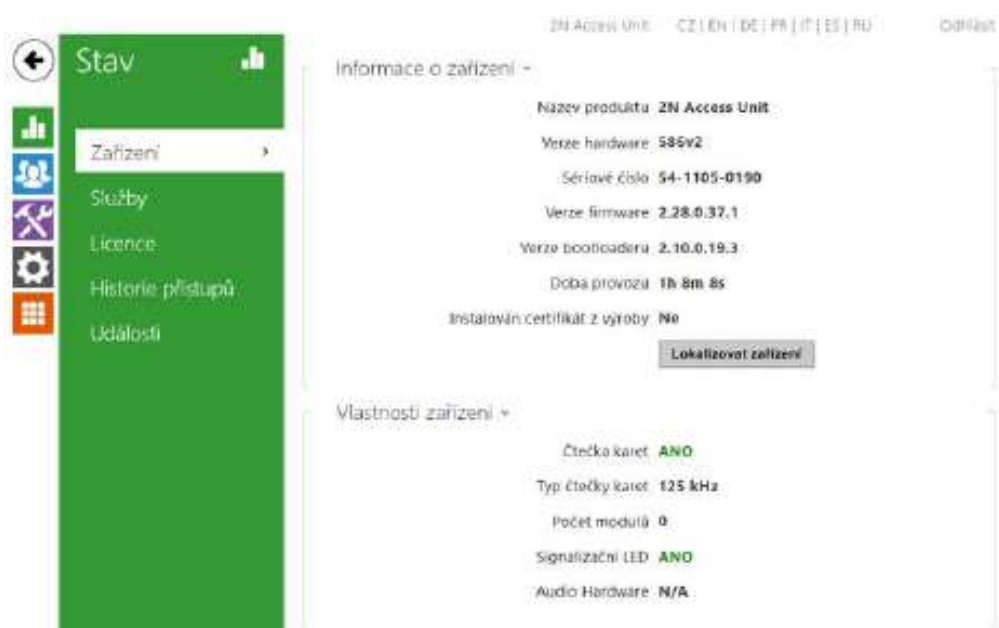 2N Access Unit CZ | EN | DE | FR | IT | ES | RU Odhlásit
Stav
Zařízení
Služby
Licence
Historie přístupů
Události
Informace o zařízení
Název produktu 2N Access Unit
Verze hardware 586v2
Sériové číslo 54-1105-0190
Verze firmware 2.28.0.37.1
Verze bootloaderu 2.10.0.19.3
Doba provozu 1h 8m 8s
Instalován certifikát z výroby Ne
Lokalizovat zařízení
Vlastnosti zařízení
Čtečka karet ANO
Typ čtečky karet 125 kHz
Počet modulů 0
Signalizační LED ANO
Audio Hardware N/A